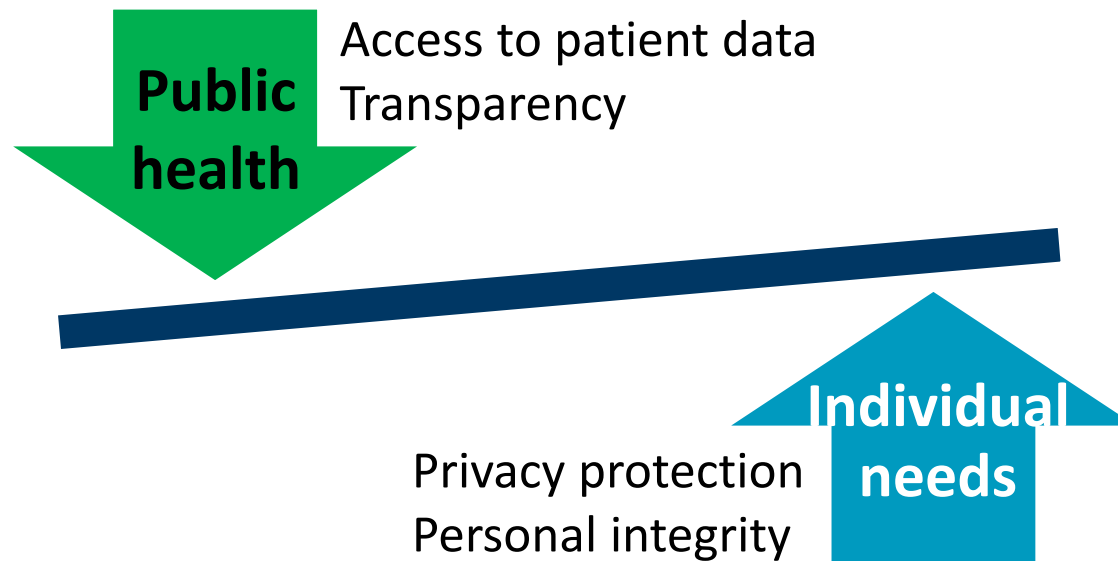 Public
health
Access to patient data
Transparency
Privacy protection
Personal integrity
Individual
needs